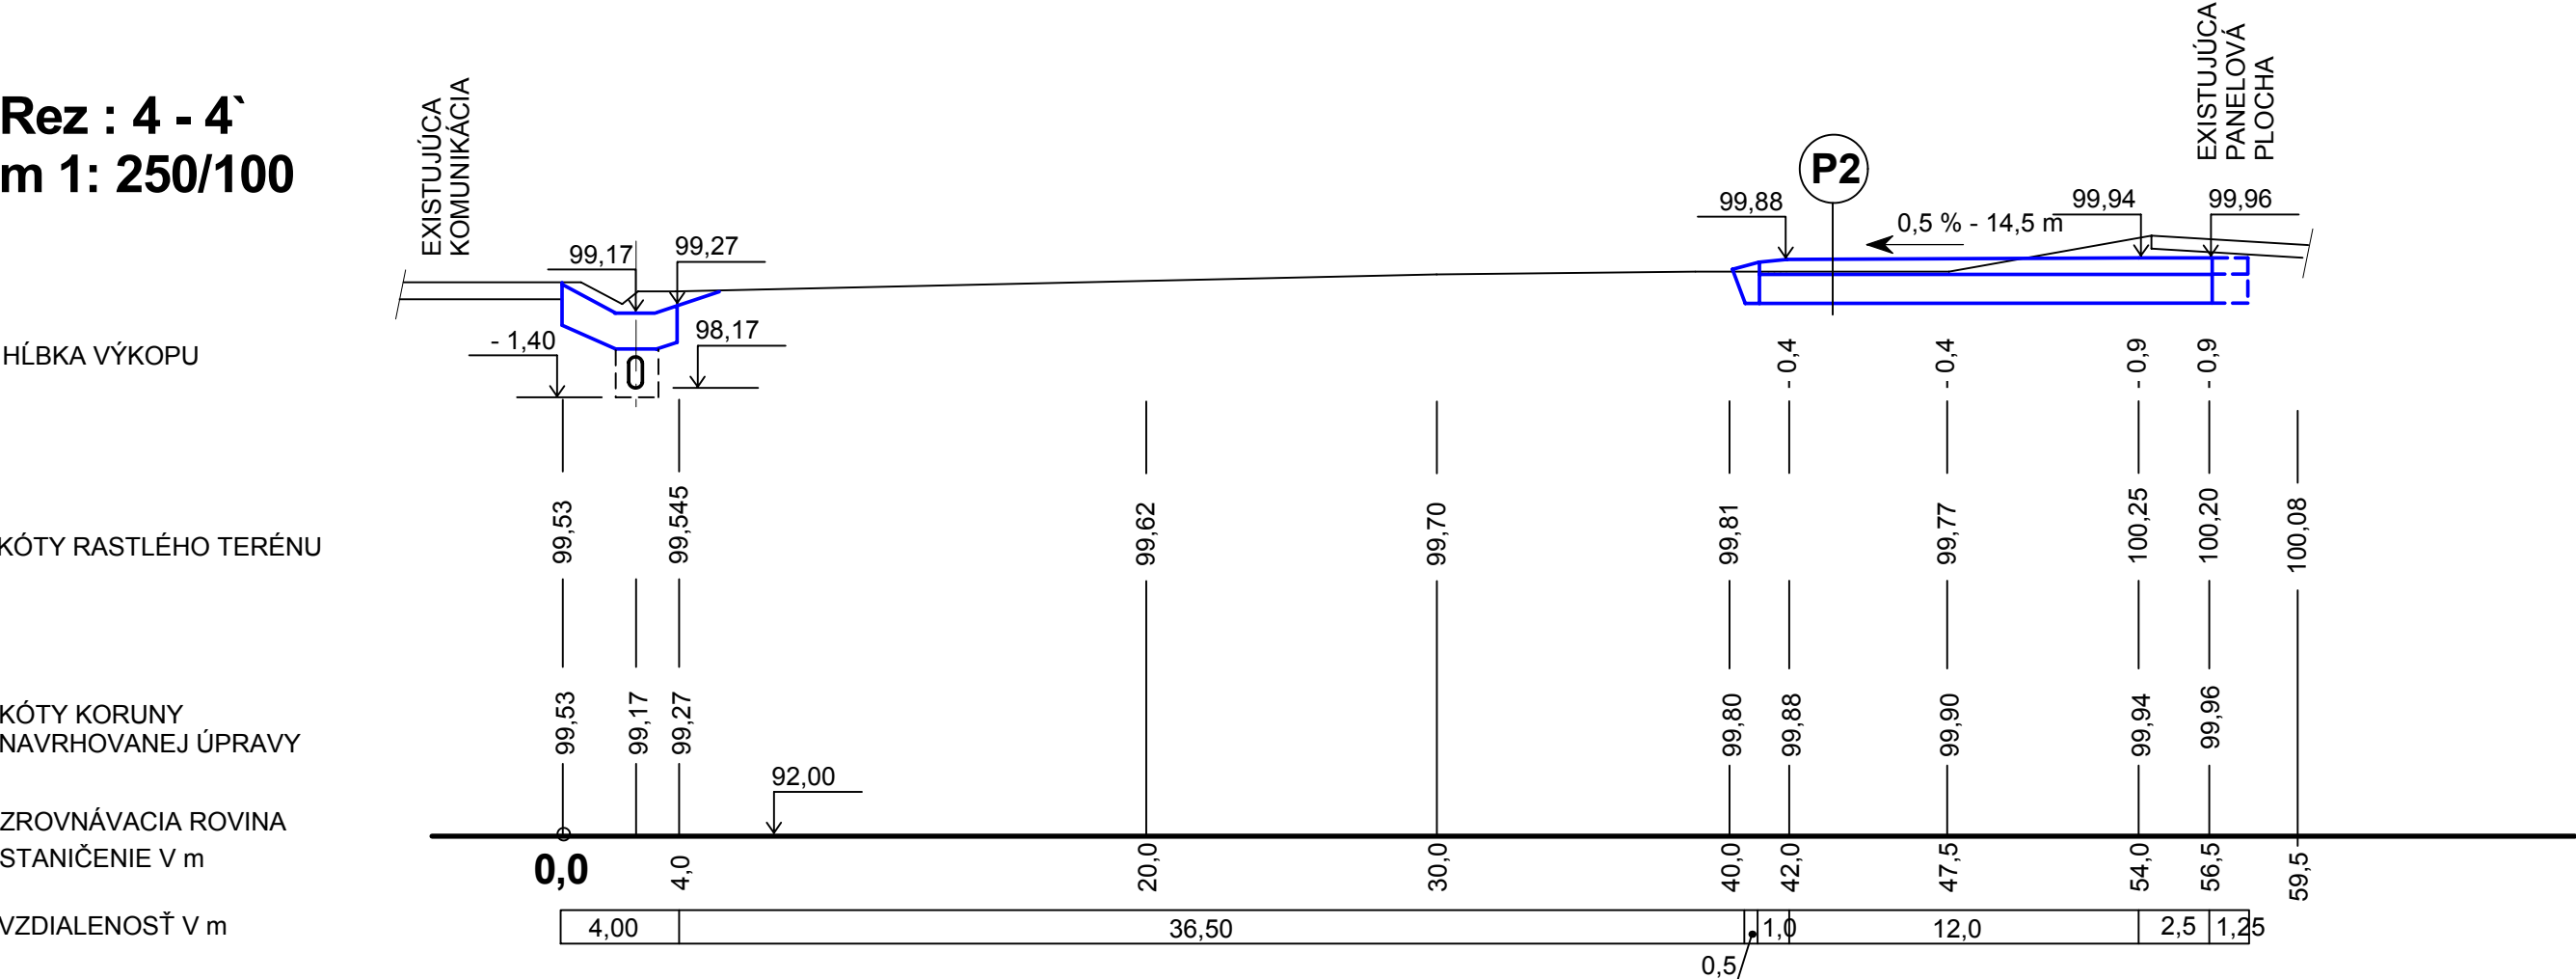 Rez : 4 - 4`
m 1: 250/100
EXISTUJÚCA
KOMUNIKÁCIA
EXISTUJÚCA
PANELOVÁ
PLOCHA
P2
99,17
99,27
99,88
0,5 % - 14,5 m
99,94
99,96
- 1,40
98,17
HĹBKA VÝKOPU
- 0,4
- 0,4
- 0,9
- 0,9
KÓTY RASTLÉHO TERÉNU
99,53
99,545
99,62
99,70
99,81
99,77
100,25
100,20
100,08
KÓTY KORUNY
NAVRHOVANEJ ÚPRAVY
99,53
99,17
99,27
99,80
99,88
99,90
99,94
99,96
92,00
ZROVNÁVACIA ROVINA
STANIČENIE V m
0,0
4,0
20,0
30,0
40,0
42,0
47,5
54,0
56,5
59,5
VZDIALENOSŤ V m
4,00
36,50
0,5
1,0
12,0
2,5
1,25